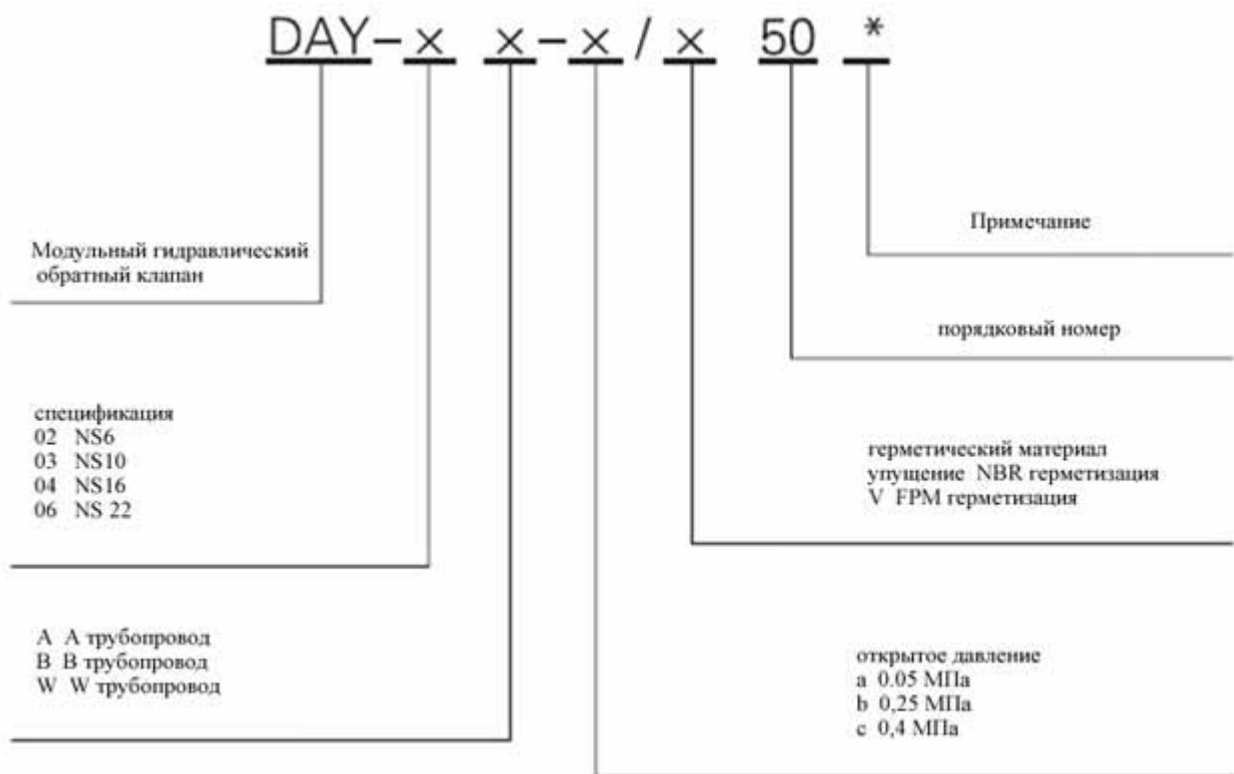 DAY-x x-x/x 50 *
Примечание
Модульный гидравлический
обратный клапан
порядковый номер
спецификация
02 NS6
03 NS10
04 NS16
06 NS 22
герметический материал
упущение NBR герметизация
V FPM герметизация
A A трубопровод
B B трубопровод
W W трубопровод
открытое давление
a 0.05 МПа
b 0,25 МПа
c 0,4 МПа